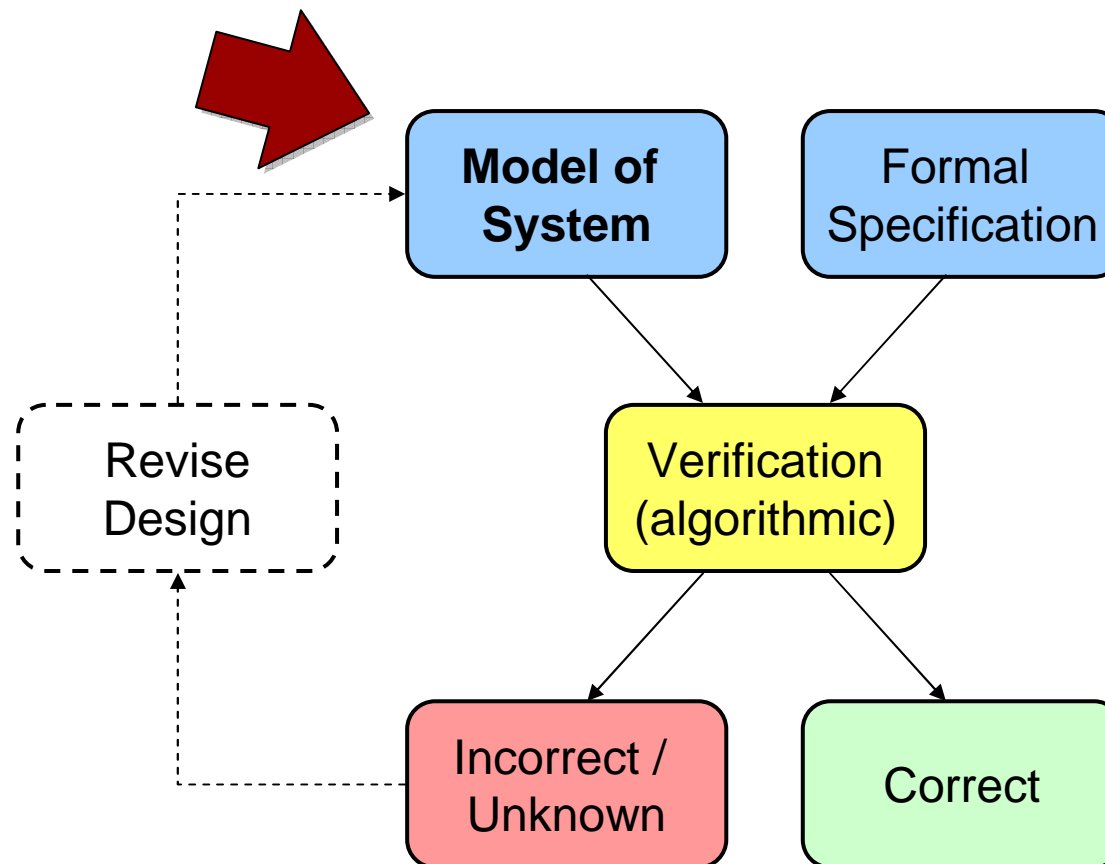 Model of
System
Formal
Specification
Revise
Design
Verification
(algorithmic)
Incorrect /
Unknown
Correct